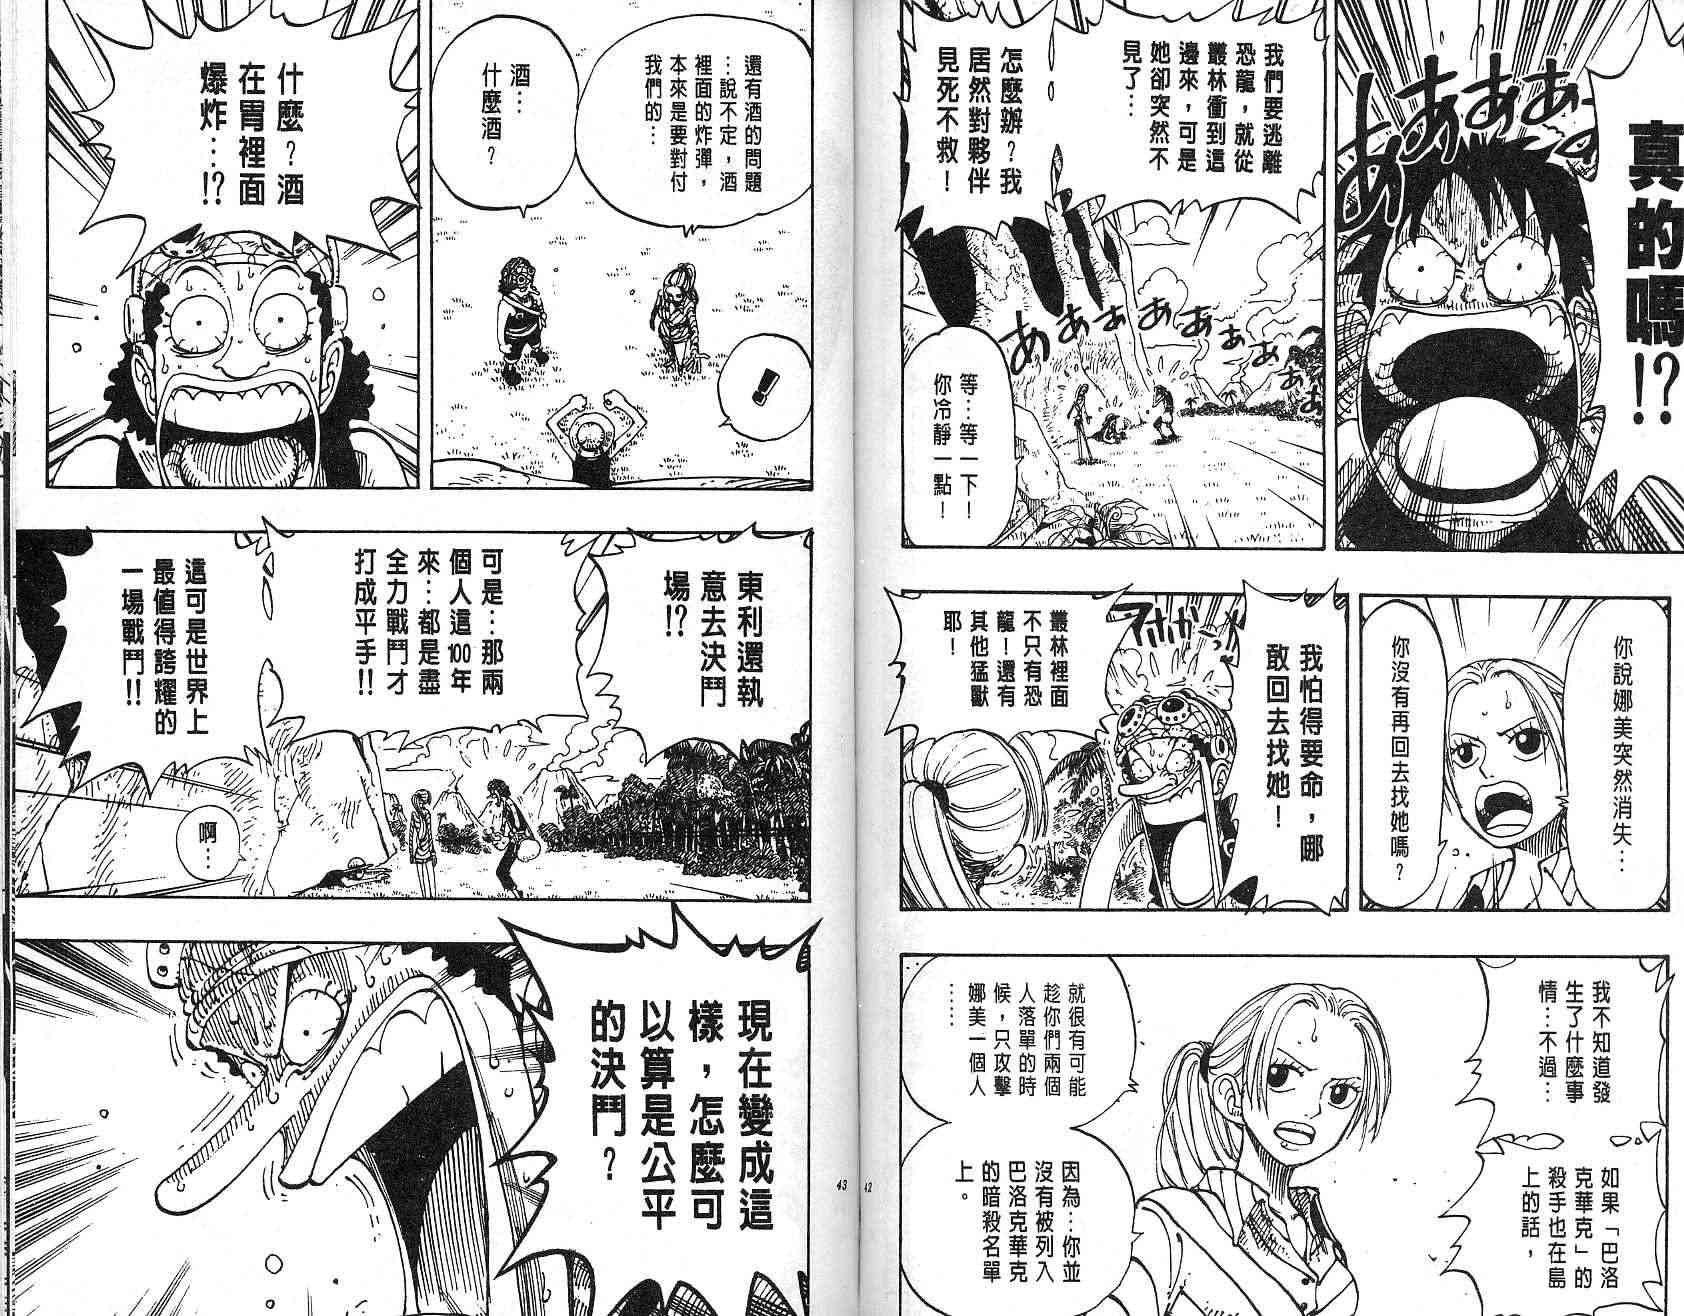 真的嗎!?
ああああ
我們要逃離
恐龍，就從
叢林衝到這
邊來，可是
她卻突然不
見了…
怎麼辦？我
居然對夥伴
見死不救！
ああああああああ
等…等一下！
你冷靜一點！
你說娜美突然消失…
你沒有再回去找她嗎？
我怕得要命，哪
敢回去找她！
叢林裡面
不只有恐
龍！還有
其他猛獸
耶！
我不知道發
生了什麼事
情…不過…
如果「巴洛
克華克」的
殺手也在島
上的話，
就很有可能
趁你們兩個
人落單的時
候，只攻擊
娜美一個人
……
因為…你並
沒有被列入
巴洛克華克
的暗殺名單
上。
42
還有酒的問題
…說不定，酒
裡面的炸彈，
本來是要對付
我們的…
酒…
什麼酒？
!
什麼？酒
在胃裡面
爆炸…!?
東利還執
意去決鬥
場!?
可是…那兩
個人這100年
來…都是盡
全力戰鬥才
打成平手!!
這可是世界上
最值得誇耀的
一場戰鬥!!
啊…
現在變成這
樣，怎麼可
以算是公平
的決鬥？
43